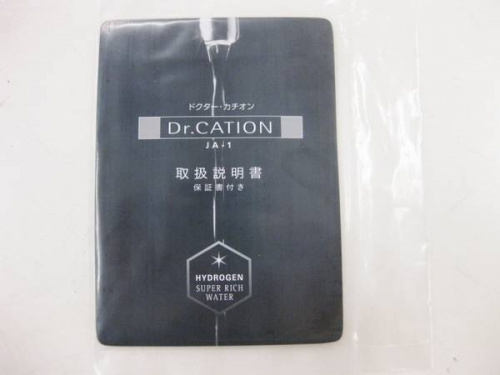 ドクター・カチオン
Dr.CATION
JA-1
取扱説明書
保証書付き
HYDROGEN
SUPER RICH
WATER